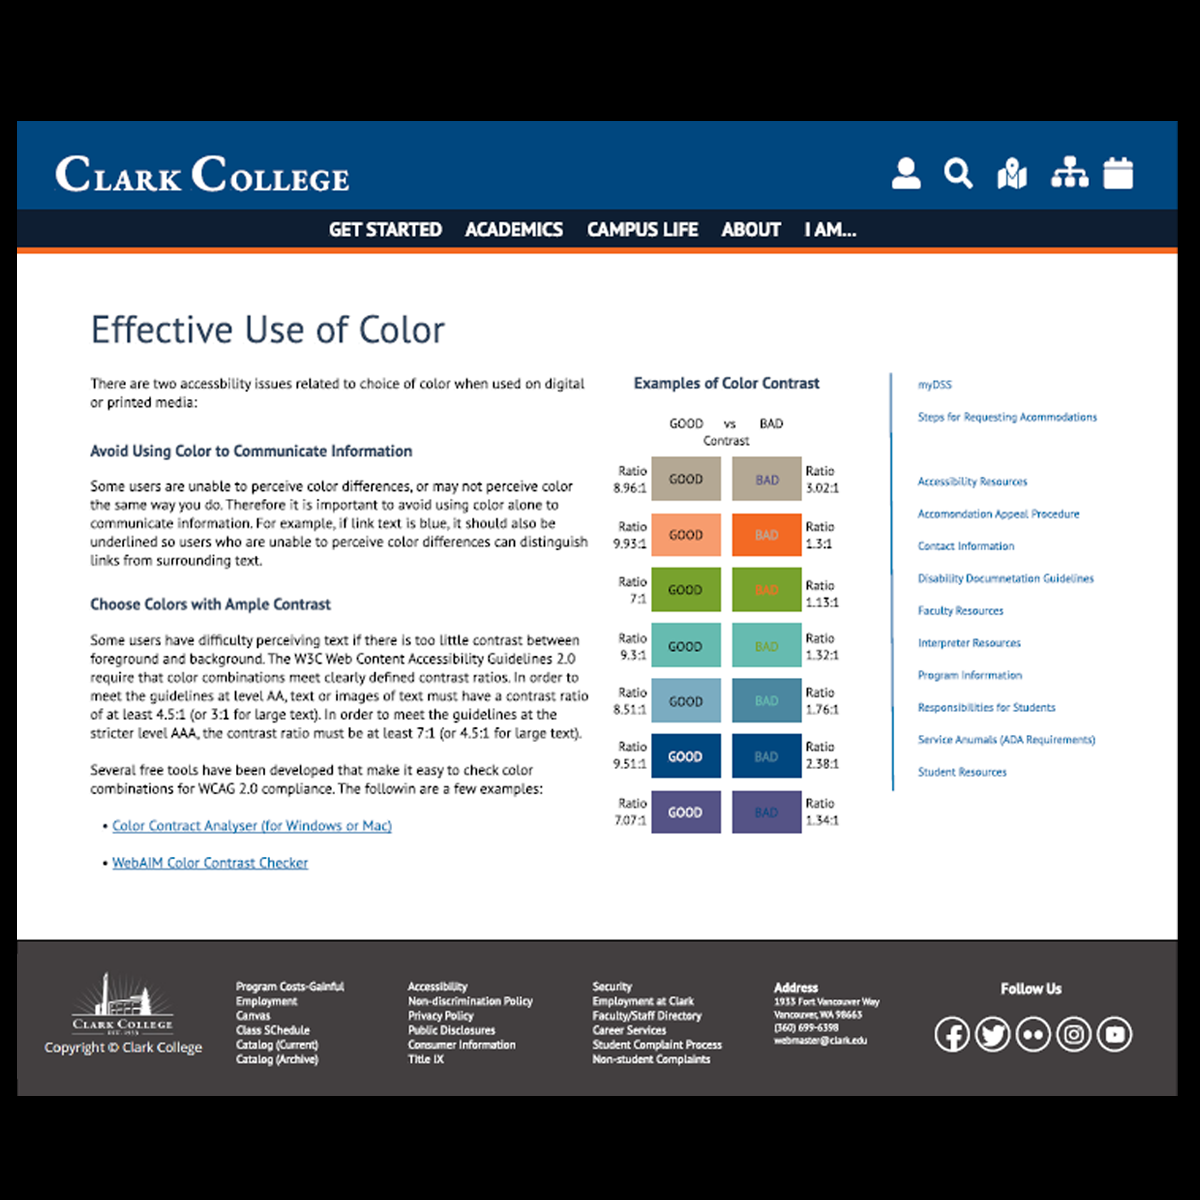 CLARK COLLEGE
GET STARTED ACADEMICS CAMPUS LIFE ABOUT I AM...
Effective Use of Color
There are two accessbility issues related to choice of color when used on digital
or printed media:
Avoid Using Color to Communicate Information
Some users are unable to perceive color differences, or may not perceive color
the same way you do. Therefore it is important to avoid using color alone to
communicate information. For example, if link text is blue, it should also be
underlined so users who are unable to perceive color differences can distinguish
links from surrounding text.
Choose Colors with Ample Contrast
Some users have difficulty perceiving text if there is too little contrast between
foreground and background. The W3C Web Content Accessibility Guidelines 2.0
require that color combinations meet clearly defined contrast ratios. In order to
meet the guidelines at level AA, text or images of text must have a contrast ratio
of at least 4.5:1 (or 3:1 for large text). In order to meet the guidelines at the
stricter level AAA, the contrast ratio must be at least 7:1 (or 4.5:1 for large text).
Several free tools have been developed that make it easy to check color
combinations for WCAG 2.0 compliance. The followin are a few examples:
• Color Contract Analyser (for Windows or Mac)
• WebAIM Color Contrast Checker
Examples of Color Contrast
GOOD vs BAD
Contrast
Ratio 8.96:1 GOOD BAD Ratio 3.02:1
Ratio 9.93:1 GOOD BAD Ratio 1.3:1
Ratio 7:1 GOOD BAD Ratio 1.13:1
Ratio 9.3:1 GOOD BAD Ratio 1.32:1
Ratio 8.51:1 GOOD BAD Ratio 1.76:1
Ratio 9.51:1 GOOD BAD Ratio 2.38:1
Ratio 7.07:1 GOOD BAD Ratio 1.34:1
myDSS
Steps for Requesting Acommodations
Accessibility Resources
Accomondation Appeal Procedure
Contact Information
Disability Documnetation Guidelines
Faculty Resources
Interpreter Resources
Program Information
Responsibilities for Students
Service Anumals (ADA Requirements)
Student Resources
CLARK COLLEGE
EST. 1933
Copyright © Clark College
Program Costs-Gainful
Employment
Canvas
Class SChedule
Catalog (Current)
Catalog (Archive)
Accessibility
Non-discrimination Policy
Privacy Policy
Public Disclosures
Consumer Information
Title IX
Security
Employment at Clark
Faculty/Staff Directory
Career Services
Student Complaint Process
Non-student Complaints
Address
1933 Fort Vancouver Way
Vancouver, WA 98663
(360) 699-6398
webmaster@clark.edu
Follow Us